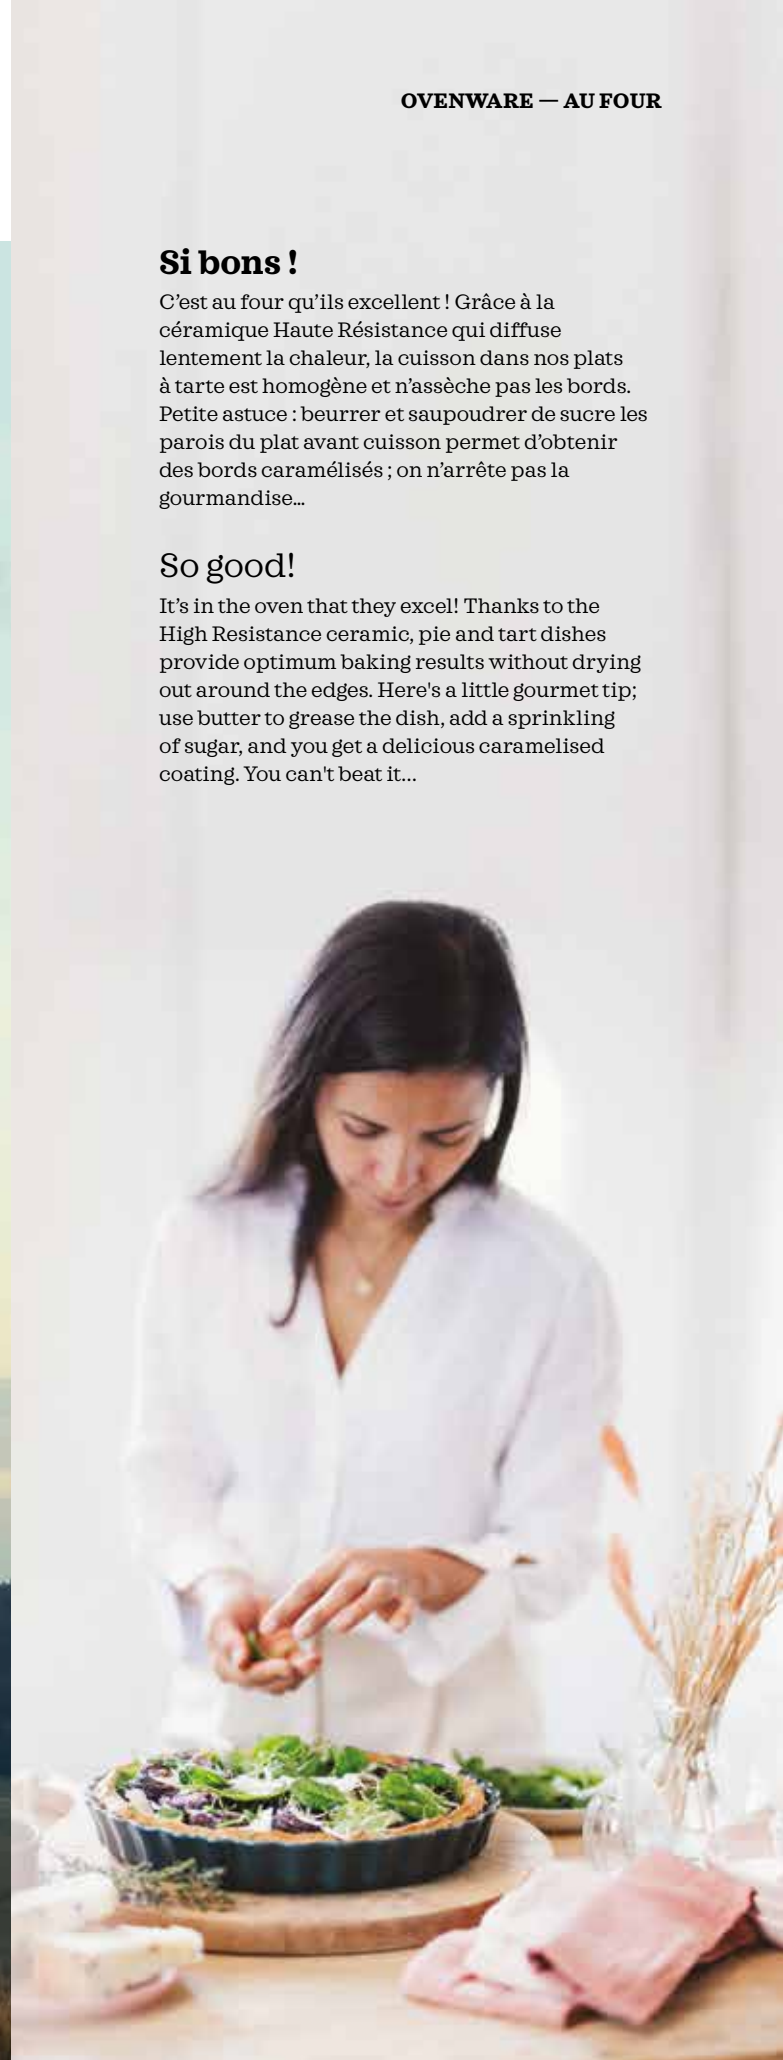 OVENWARE — AU FOUR
Si bons !
C’est au four qu’ils excellent ! Grâce à la
céramique Haute Résistance qui diffuse
lentement la chaleur, la cuisson dans nos plats
à tarte est homogène et n’assèche pas les bords.
Petite astuce : beurrer et saupoudrer de sucre les
parois du plat avant cuisson permet d’obtenir
des bords caramélisés ; on n’arrête pas la
gourmandise...
So good!
It’s in the oven that they excel! Thanks to the
High Resistance ceramic, pie and tart dishes
provide optimum baking results without drying
out around the edges. Here's a little gourmet tip;
use butter to grease the dish, add a sprinkling
of sugar, and you get a delicious caramelised
coating. You can't beat it...